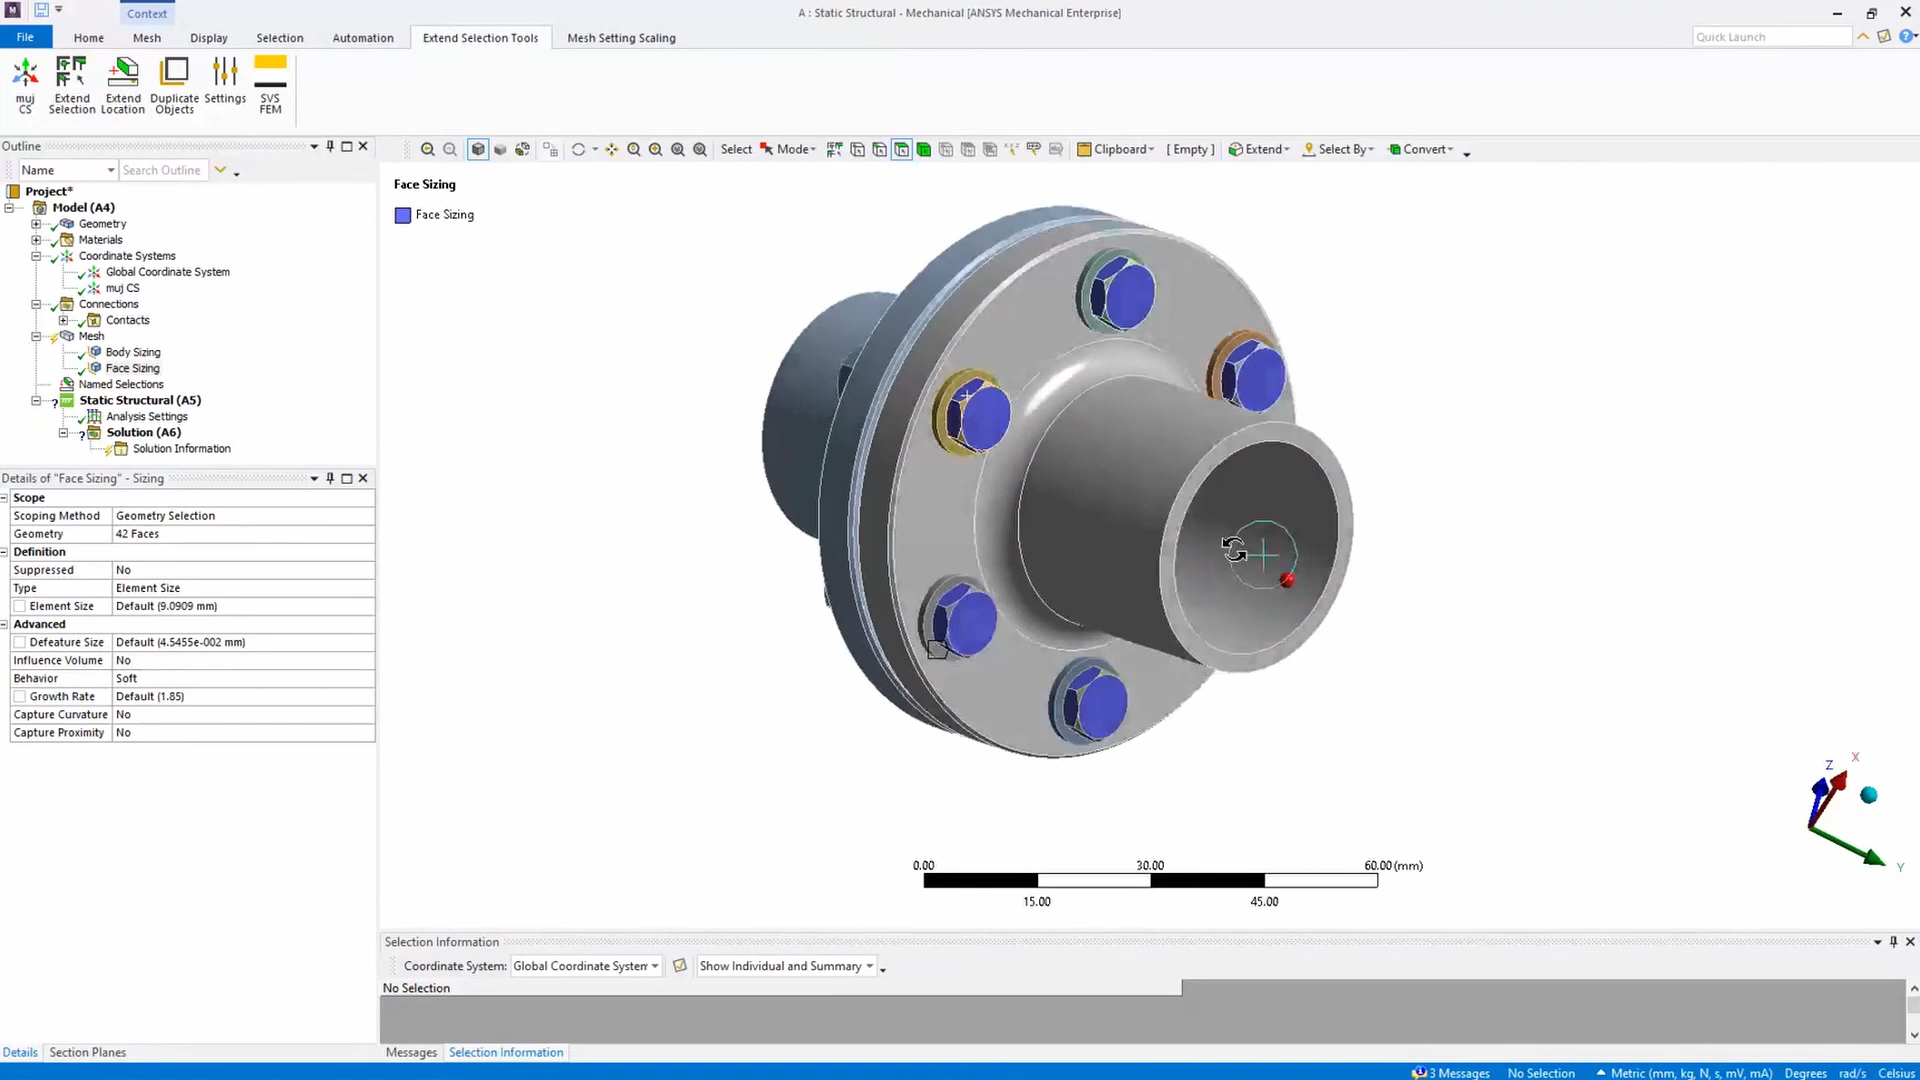 Context
A : Static Structural - Mechanical [ANSYS Mechanical Enterprise]
File Home Mesh Display Selection Automation Extend Selection Tools Mesh Setting Scaling
Quick Launch
muj CS
Extend Selection
Extend Location
Duplicate Objects
Settings
SVS FEM
Outline
Select Mode Clipboard [ Empty ] Extend Select By Convert
Name Search Outline
Project*
Model (A4)
Geometry
Materials
Coordinate Systems
Global Coordinate System
muj CS
Connections
Contacts
Mesh
Body Sizing
Face Sizing
Named Selections
Static Structural (A5)
Analysis Settings
Solution (A6)
Solution Information
Details of "Face Sizing" - Sizing
Scope
Scoping Method Geometry Selection
Geometry 42 Faces
Definition
Suppressed No
Type Element Size
Element Size Default (9.0909 mm)
Advanced
Defeature Size Default (4.5455e-002 mm)
Influence Volume No
Behavior Soft
Growth Rate Default (1.85)
Capture Curvature No
Capture Proximity No
Face Sizing
Face Sizing
X
Z
Y
0.00 30.00 60.00 (mm)
15.00 45.00
Selection Information
Coordinate System: Global Coordinate System Show Individual and Summary
No Selection
Details Section Planes
Messages Selection Information
3 Messages No Selection Metric (mm, kg, N, s, mV, mA) Degrees rad/s Celsius